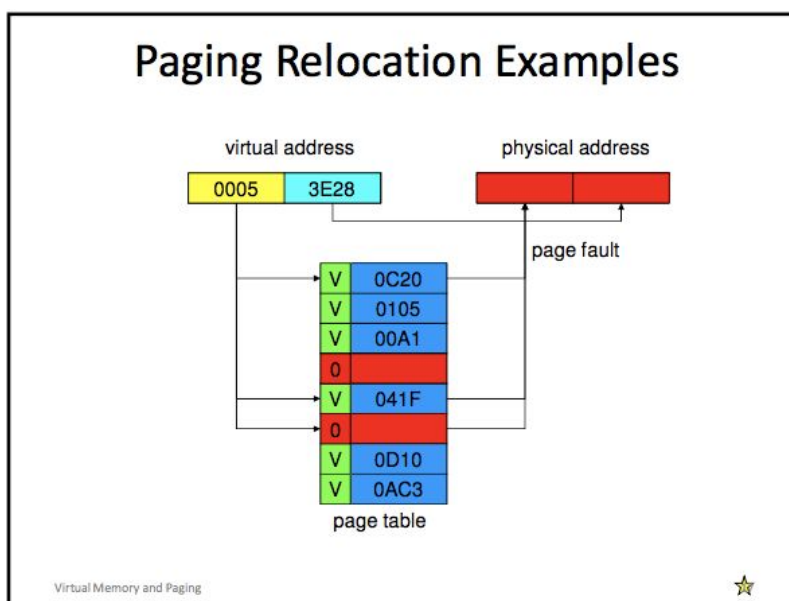 Paging Relocation Examples
virtual address
physical address
0005 3E28
page fault
V 0C20
V 0105
V 00A1
0
V 041F
0
V 0D10
V 0AC3
page table
Virtual Memory and Paging